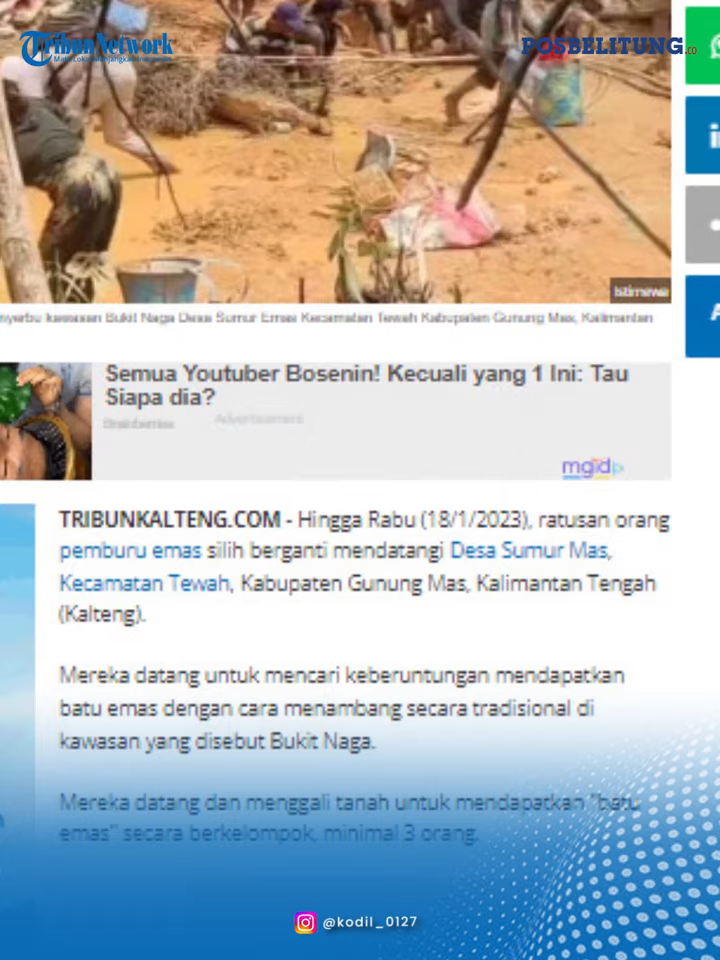 TribunNetwork
POSBELITUNG.CO
in
Istimewa
kawasan Bukit Naga Desa Sumur Emas Kecamatan Tewah Kabupaten Gunung Mas, Kalimantan
Semua Youtuber Bosenin! Kecuali yang 1 Ini: Tau
Siapa dia?
Brainberries Advertisement
mgid
TRIBUNKALTENG.COM - Hingga Rabu (18/1/2023), ratusan orang
pemburu emas silih berganti mendatangi Desa Sumur Mas,
Kecamatan Tewah, Kabupaten Gunung Mas, Kalimantan Tengah
(Kalteng).
Mereka datang untuk mencari keberuntungan mendapatkan
batu emas dengan cara menambang secara tradisional di
kawasan yang disebut Bukit Naga.
Mereka datang dan menggali tanah untuk mendapatkan "batu
emas" secara berkelompok, minimal 3 orang.
@kodil_0127